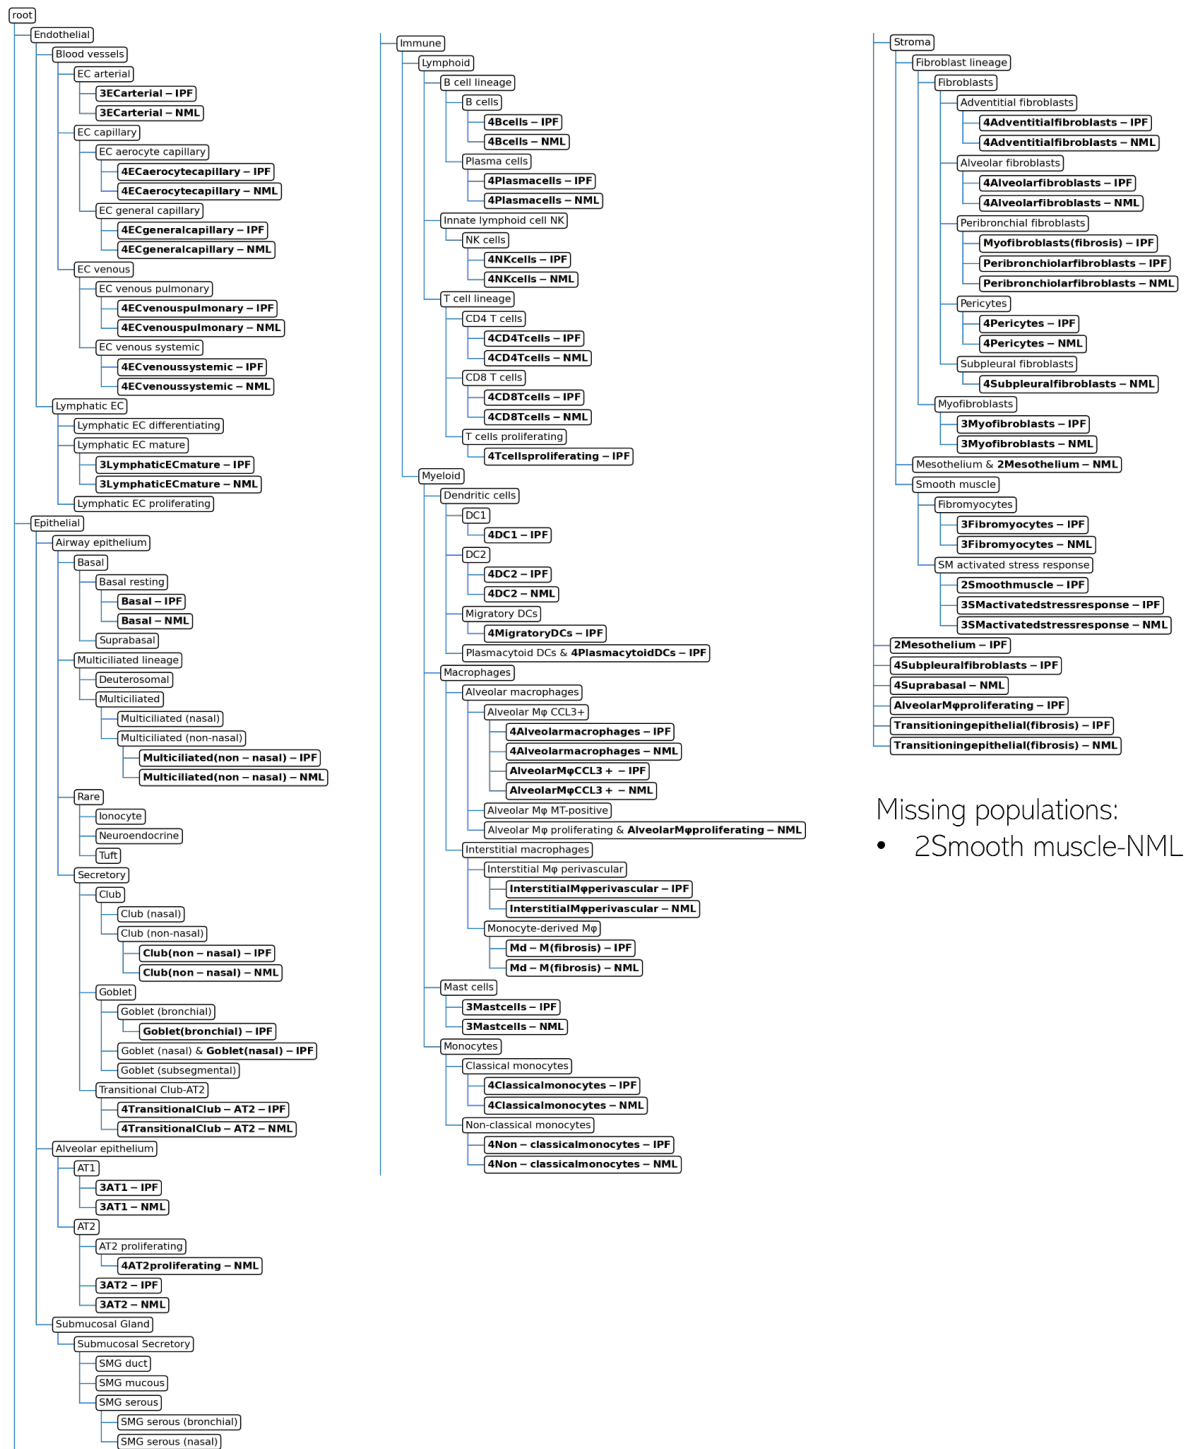 root
Endothelial
Blood vessels
EC arterial
3ECarterial – IPF
3ECarterial – NML
EC capillary
EC aerocyte capillary
4ECaerocytecapillary – IPF
4ECaerocytecapillary – NML
EC general capillary
4ECgeneralcapillary – IPF
4ECgeneralcapillary – NML
EC venous
EC venous pulmonary
4ECvenouspulmonary – IPF
4ECvenouspulmonary – NML
EC venous systemic
4ECvenoussystemic – IPF
4ECvenoussystemic – NML
Lymphatic EC
Lymphatic EC differentiating
Lymphatic EC mature
3LymphaticECmature – IPF
3LymphaticECmature – NML
Lymphatic EC proliferating
Epithelial
Airway epithelium
Basal
Basal resting
Basal – IPF
Basal – NML
Suprabasal
Multiciliated lineage
Deuterosomal
Multiciliated
Multiciliated (nasal)
Multiciliated (non-nasal)
Multiciliated(non – nasal) – IPF
Multiciliated(non – nasal) – NML
Rare
Ionocyte
Neuroendocrine
Tuft
Secretory
Club
Club (nasal)
Club (non-nasal)
Club(non – nasal) – IPF
Club(non – nasal) – NML
Goblet
Goblet (bronchial)
Goblet(bronchial) – IPF
Goblet (nasal) & Goblet(nasal) – IPF
Goblet (subsegmental)
Transitional Club-AT2
4TransitionalClub – AT2 – IPF
4TransitionalClub – AT2 – NML
Alveolar epithelium
AT1
3AT1 – IPF
3AT1 – NML
AT2
AT2 proliferating
4AT2proliferating – NML
3AT2 – IPF
3AT2 – NML
Submucosal Gland
Submucosal Secretory
SMG duct
SMG mucous
SMG serous
SMG serous (bronchial)
SMG serous (nasal)
Immune
Lymphoid
B cell lineage
B cells
4Bcells – IPF
4Bcells – NML
Plasma cells
4Plasmacells – IPF
4Plasmacells – NML
Innate lymphoid cell NK
NK cells
4NKcells – IPF
4NKcells – NML
T cell lineage
CD4 T cells
4CD4Tcells – IPF
4CD4Tcells – NML
CD8 T cells
4CD8Tcells – IPF
4CD8Tcells – NML
T cells proliferating
4Tcellsproliferating – IPF
Myeloid
Dendritic cells
DC1
4DC1 – IPF
DC2
4DC2 – IPF
4DC2 – NML
Migratory DCs
4MigratoryDCs – IPF
Plasmacytoid DCs & 4PlasmacytoidDCs – IPF
Macrophages
Alveolar macrophages
Alveolar Mφ CCL3+
4Alveolarmacrophages – IPF
4Alveolarmacrophages – NML
AlveolarMφCCL3 + – IPF
AlveolarMφCCL3 + – NML
Alveolar Mφ MT-positive
Alveolar Mφ proliferating & AlveolarMφproliferating – NML
Interstitial macrophages
Interstitial Mφ perivascular
InterstitialMφperivascular – IPF
InterstitialMφperivascular – NML
Monocyte-derived Mφ
Md – M(fibrosis) – IPF
Md – M(fibrosis) – NML
Mast cells
3Mastcells – IPF
3Mastcells – NML
Monocytes
Classical monocytes
4Classicalmonocytes – IPF
4Classicalmonocytes – NML
Non-classical monocytes
4Non – classicalmonocytes – IPF
4Non – classicalmonocytes – NML
Stroma
Fibroblast lineage
Fibroblasts
Adventitial fibroblasts
4Adventitialfibroblasts – IPF
4Adventitialfibroblasts – NML
Alveolar fibroblasts
4Alveolarfibroblasts – IPF
4Alveolarfibroblasts – NML
Peribronchial fibroblasts
Myofibroblasts(fibrosis) – IPF
Peribronchiolarfibroblasts – IPF
Peribronchiolarfibroblasts – NML
Pericytes
4Pericytes – IPF
4Pericytes – NML
Subpleural fibroblasts
4Subpleuralfibroblasts – NML
Myofibroblasts
3Myofibroblasts – IPF
3Myofibroblasts – NML
Mesothelium & 2Mesothelium – NML
Smooth muscle
Fibromyocytes
3Fibromyocytes – IPF
3Fibromyocytes – NML
SM activated stress response
2Smoothmuscle – IPF
3SMactivatedstressresponse – IPF
3SMactivatedstressresponse – NML
2Mesothelium – IPF
4Subpleuralfibroblasts – IPF
4Suprabasal – NML
AlveolarMφproliferating – IPF
Transitioningepithelial(fibrosis) – IPF
Transitioningepithelial(fibrosis) – NML
Missing populations:
• 2Smooth muscle-NML